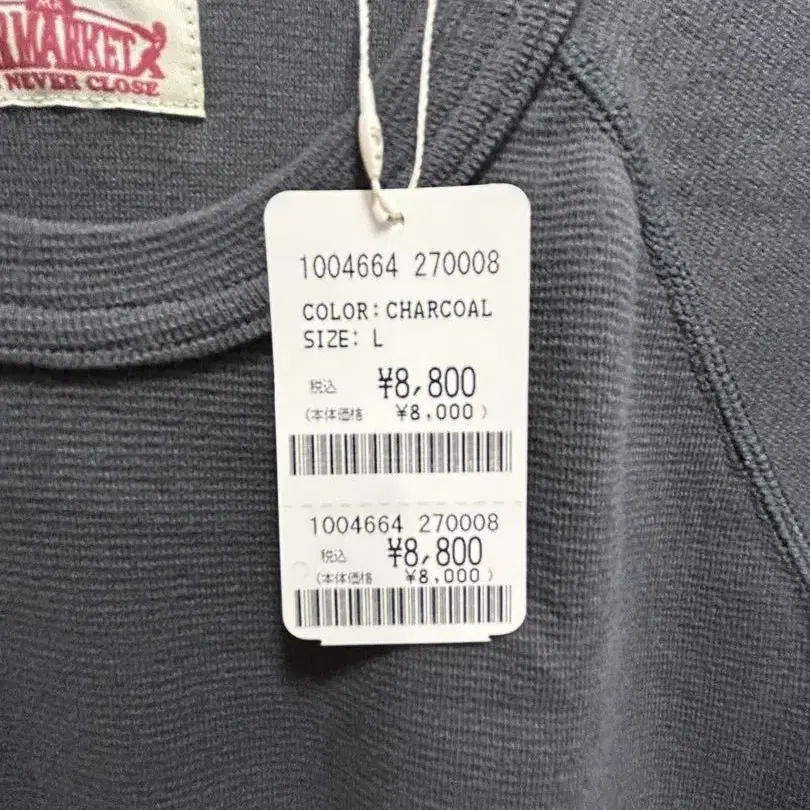 MARKET
NEVER CLOSE
1004664 270008
COLOR: CHARCOAL
SIZE: L
税込 ¥8,800
(本体価格 ¥8,000)
1004664 270008
税込 ¥8,800
(本体価格 ¥8,000)